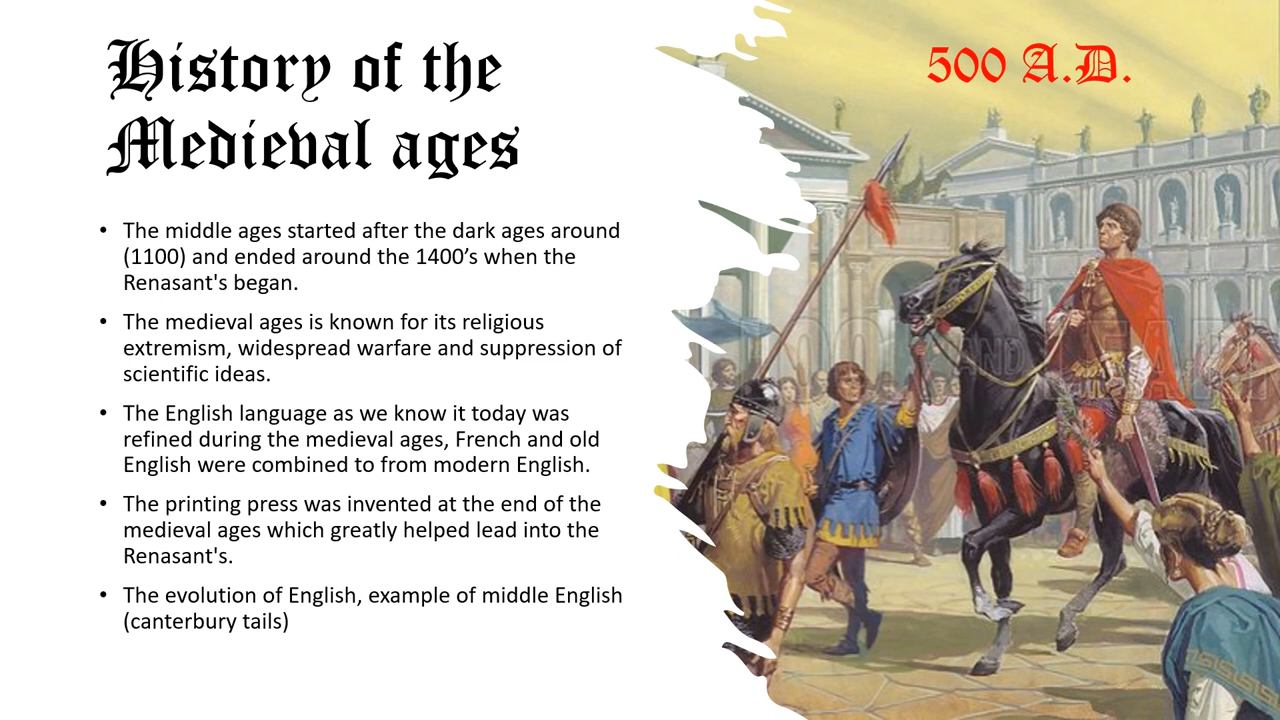 History of the
Medieval ages
500 A.D.
• The middle ages started after the dark ages around
(1100) and ended around the 1400’s when the
Renasant's began.
• The medieval ages is known for its religious
extremism, widespread warfare and suppression of
scientific ideas.
• The English language as we know it today was
refined during the medieval ages, French and old
English were combined to from modern English.
• The printing press was invented at the end of the
medieval ages which greatly helped lead into the
Renasant's.
• The evolution of English, example of middle English
(canterbury tails)
AND LEARN